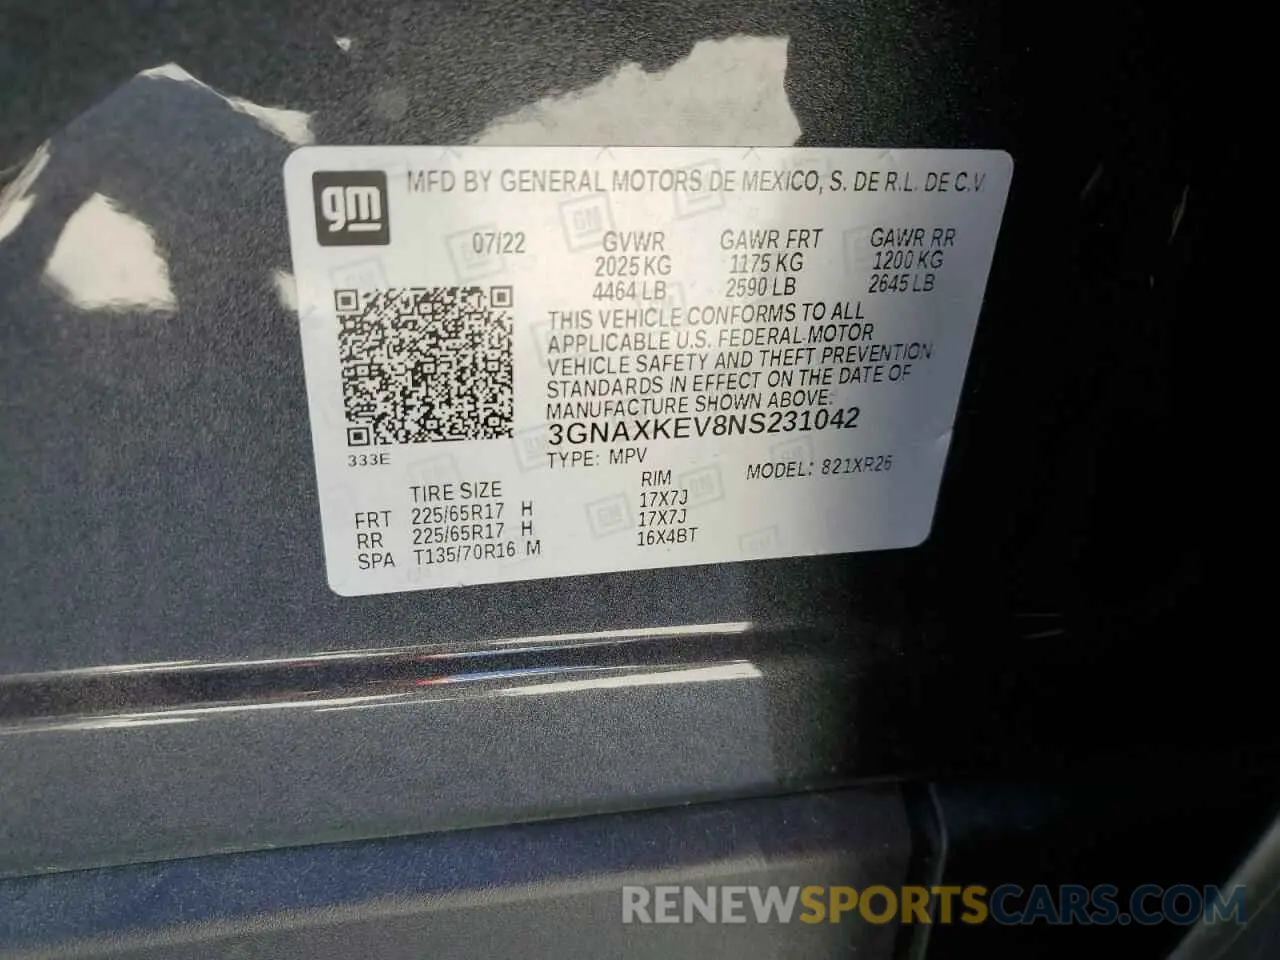 gm MFD BY GENERAL MOTORS DE MEXICO, S. DE R.L. DE C.V.
07/22 GVWR GAWR FRT GAWR RR
2025 KG 1175 KG 1200 KG
4464 LB 2590 LB 2645 LB
THIS VEHICLE CONFORMS TO ALL
APPLICABLE U.S. FEDERAL MOTOR
VEHICLE SAFETY AND THEFT PREVENTION
STANDARDS IN EFFECT ON THE DATE OF
MANUFACTURE SHOWN ABOVE:
3GNAXKEV8NS231042
333E
TYPE: MPV MODEL: 821XR26
TIRE SIZE RIM
FRT 225/65R17 H 17X7J
RR 225/65R17 H 17X7J
SPA T135/70R16 M 16X4BT
RENEWSPORTSCARS.COM